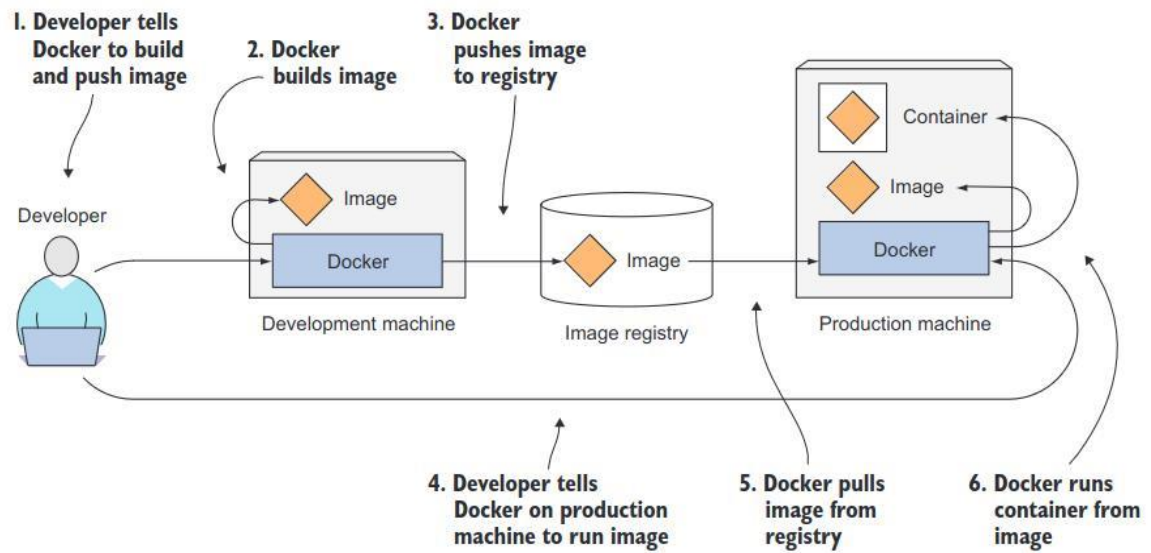 1. Developer tells
Docker to build
and push image
2. Docker
builds image
3. Docker
pushes image
to registry
Developer
Image
Docker
Development machine
Image
Image registry
Container
Image
Docker
Production machine
4. Developer tells
Docker on production
machine to run image
5. Docker pulls
image from
registry
6. Docker runs
container from
image